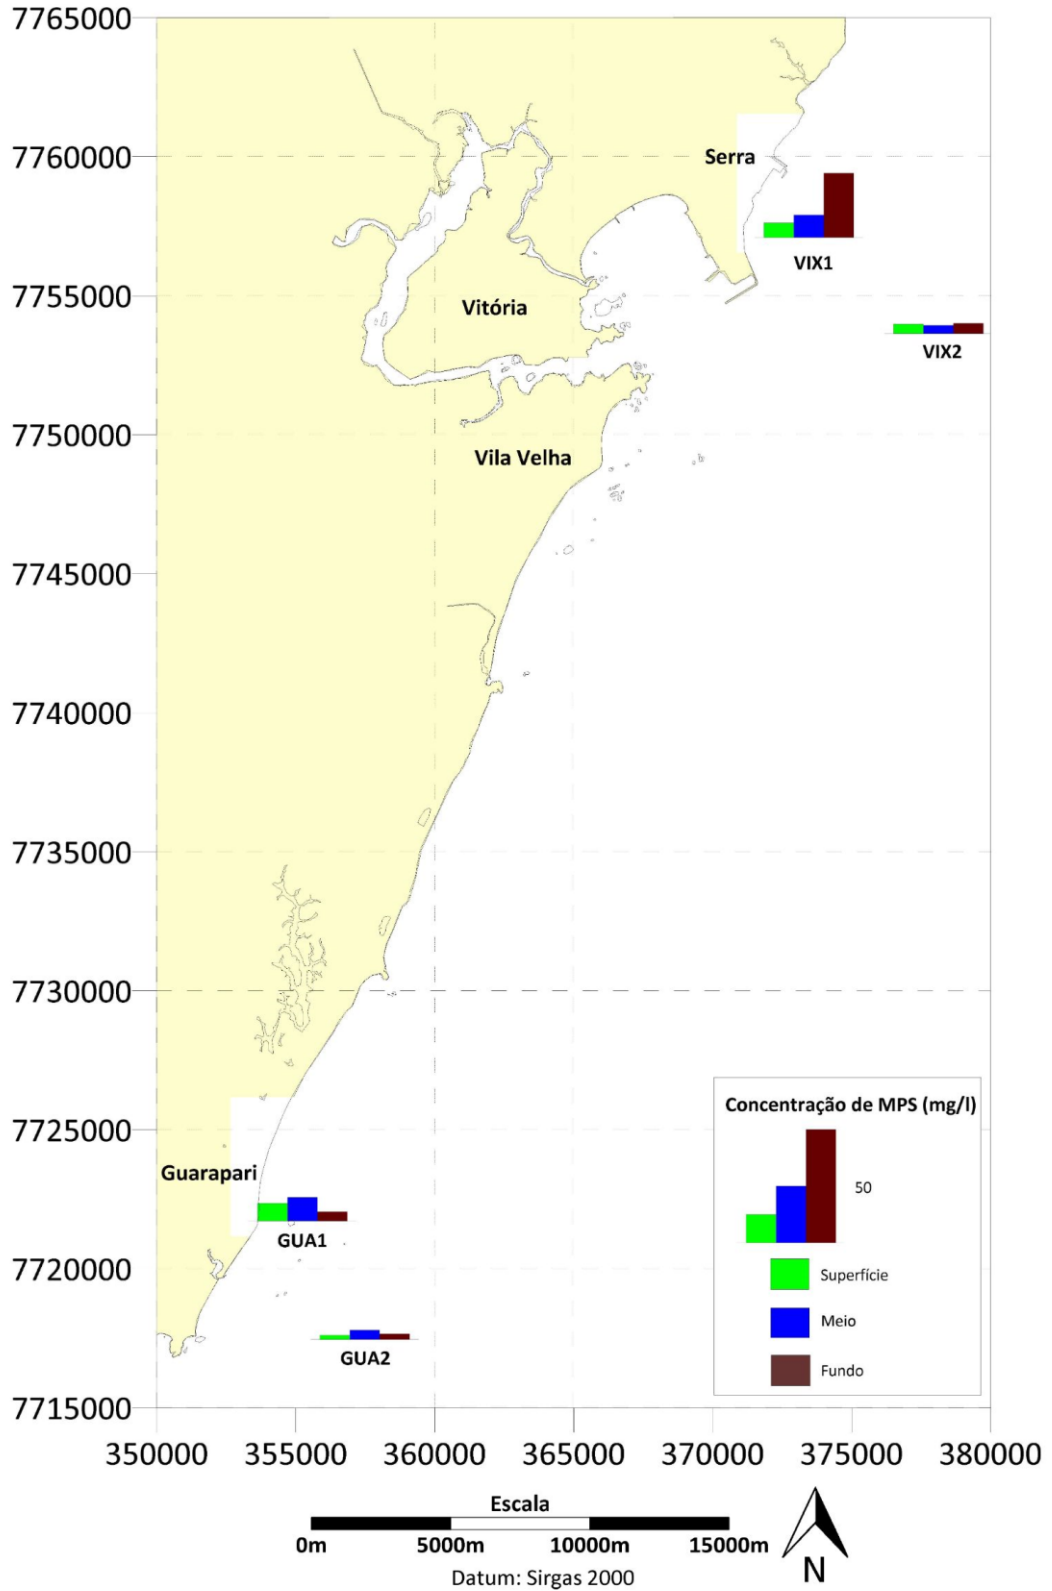 7765000
7760000
Serra
VIX1
7755000
Vitória
VIX2
7750000
Vila Velha
7745000
7740000
7735000
7730000
7725000
Guarapari
GUA1
7720000
GUA2
7715000
Concentração de MPS (mg/l)
50
Superfície
Meio
Fundo
350000 355000 360000 365000 370000 375000 380000
Escala
0m 5000m 10000m 15000m
Datum: Sirgas 2000
N